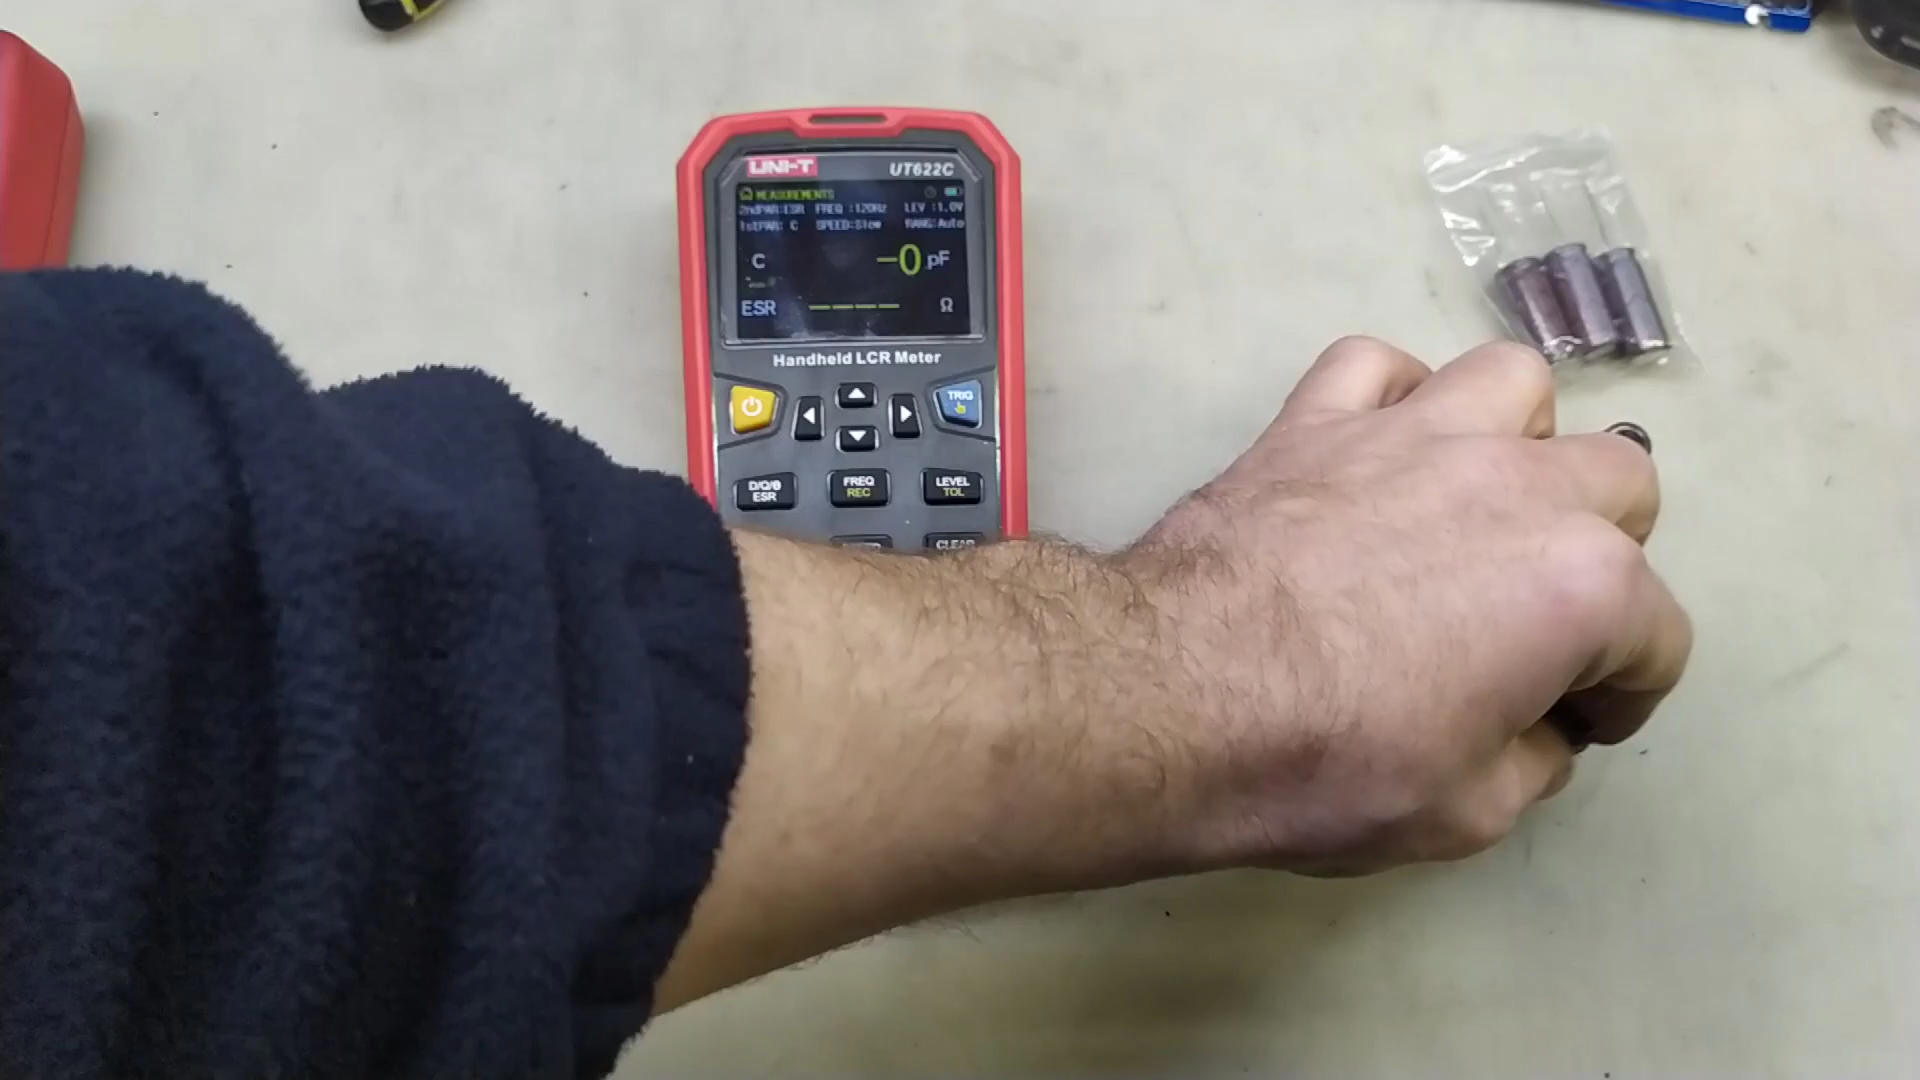 UNI-T UT622C
MEASUREMENTS
2ndPAR:ESR FREQ :120Hz LEV :1.0V
1stPAR: C SPEED:Slow RANG:Auto
C -0 pF
ESR ---- Ω
Handheld LCR Meter
TRIG
D/Q/θ FREQ LEVEL
ESR REC TOL
CLEAR